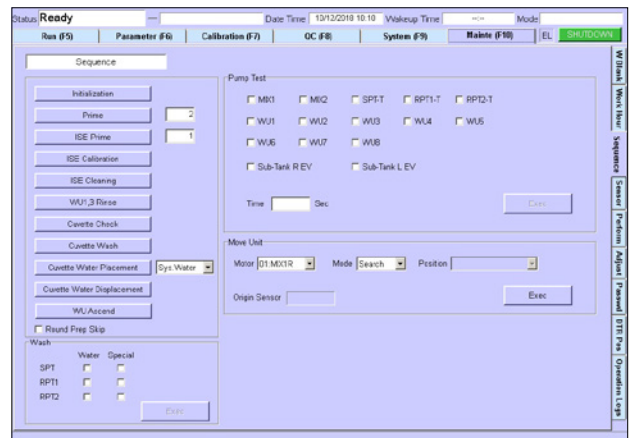 Status Ready — Date Time 10/12/2018 10:10 Wakeup Time --:-- Mode
Run (F5) Parameter (F6) Calibration (F7) QC (F8) System (F9) Mainte (F10) EL SHUTDOWN
Sequence
Initialization
Prime 2
ISE Prime 1
ISE Calibration
ISE Cleaning
WU1,3 Rinse
Cuvette Check
Cuvette Wash
Cuvette Water Placement Sys.Water
Cuvette Water Displacement
WU Ascend
Round Prep Skip
Wash
Water Special
SPT
RPT1
RPT2
Exec
Pump Test
MIX1 MIX2 SPT-T RPT1-T RPT2-T
WU1 WU2 WU3 WU4 WU5
WU6 WU7 WU8
Sub-Tank R EV Sub-Tank L EV
Time Sec Exec
Move Unit
Motor 01:MIX1R Mode Search Position
Origin Sensor Exec
W Blank
Work Hour
Sequence
Sensor
Perform
Adjust
Passwd
DTR Pas
Operation Logs